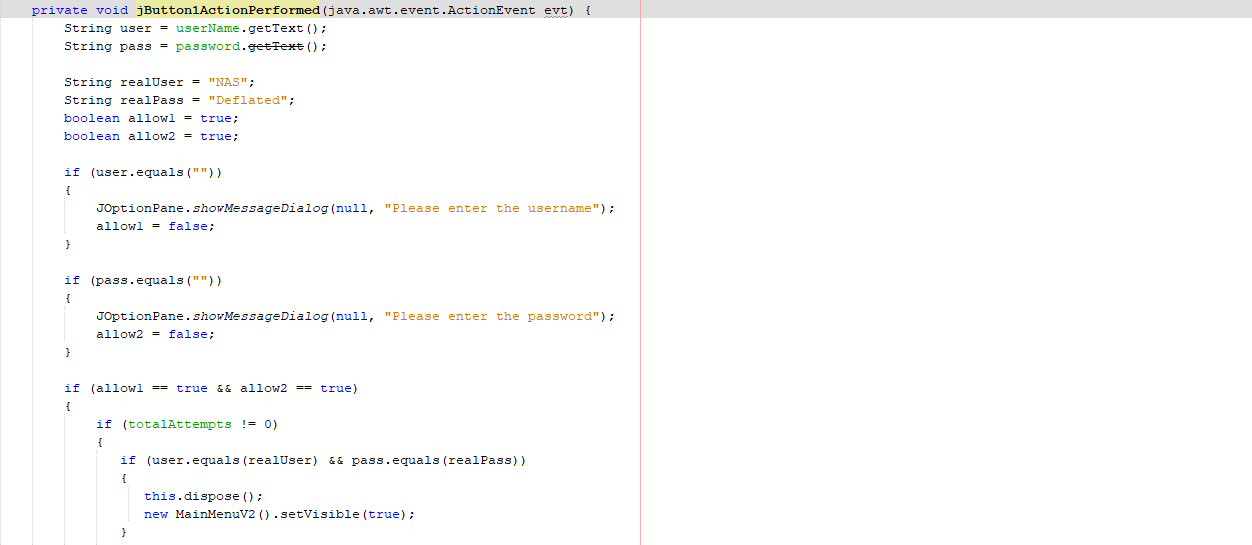 private void jButton1ActionPerformed(java.awt.event.ActionEvent evt) {
String user = userName.getText();
String pass = password.getText();
String realUser = "NAS";
String realPass = "Deflated";
boolean allow1 = true;
boolean allow2 = true;
if (user.equals(""))
{
JOptionPane.showMessageDialog(null, "Please enter the username");
allow1 = false;
}
if (pass.equals(""))
{
JOptionPane.showMessageDialog(null, "Please enter the password");
allow2 = false;
}
if (allow1 == true && allow2 == true)
{
if (totalAttempts != 0)
{
if (user.equals(realUser) && pass.equals(realPass))
{
this.dispose();
new MainMenuV2().setVisible(true);
}